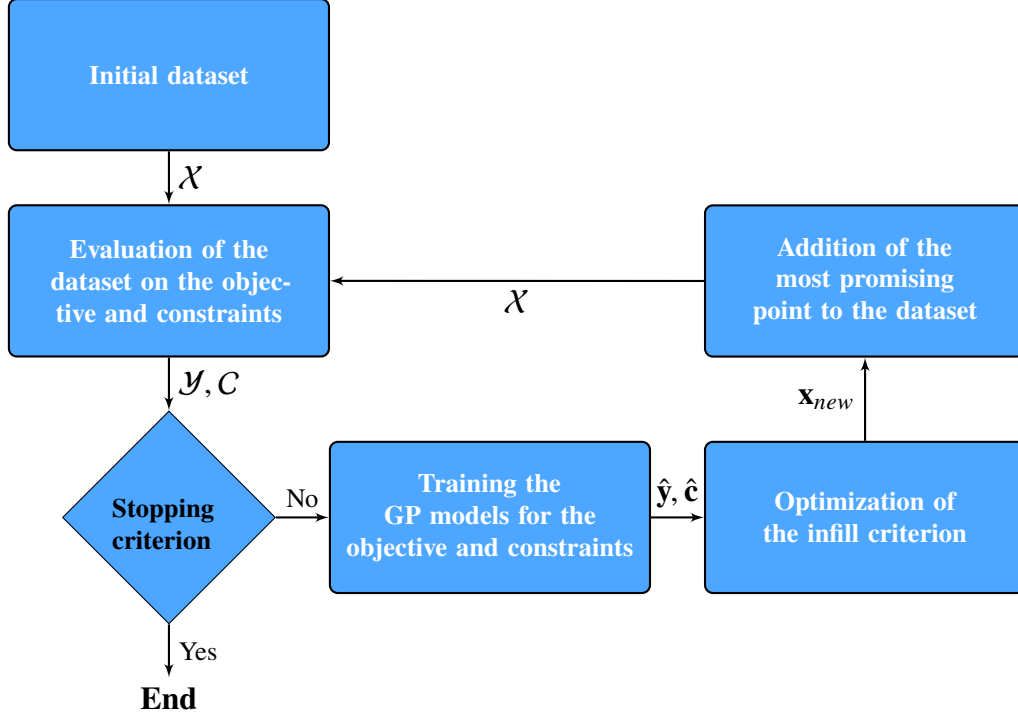 Initial dataset
𝒳
Evaluation of the
dataset on the objec-
tive and constraints
Addition of the
most promising
point to the dataset
𝒳
𝒴, 𝒞
x_new
Stopping
criterion
No
Training the
GP models for the
objective and constraints
ŷ, ĉ
Optimization of
the infill criterion
Yes
End